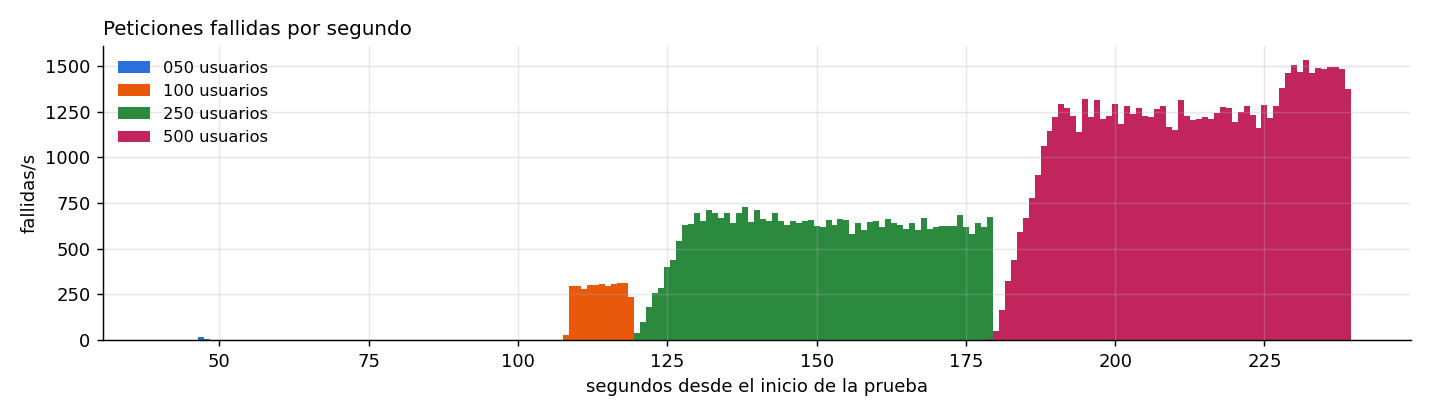 Peticiones fallidas por segundo
1500
1250
1000
750
500
250
0
fallidas/s
050 usuarios
100 usuarios
250 usuarios
500 usuarios
50
75
100
125
150
175
200
225
segundos desde el inicio de la prueba